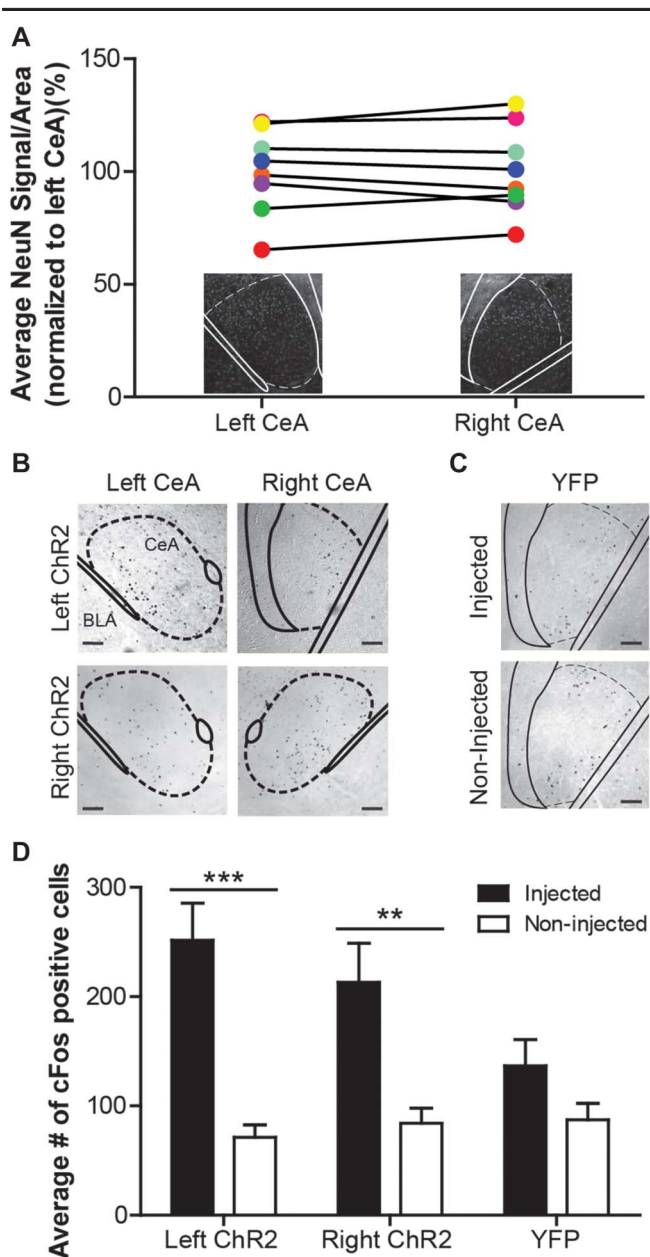 A
Average NeuN Signal/Area
(normalized to left CeA)(%)
150
100
50
0
Left CeA
Right CeA
B
Left CeA
Right CeA
Left ChR2
CeA
BLA
Right ChR2
C
YFP
Injected
Non-Injected
D
Average # of cFos positive cells
300
200
100
0
***
**
Injected
Non-injected
Left ChR2
Right ChR2
YFP